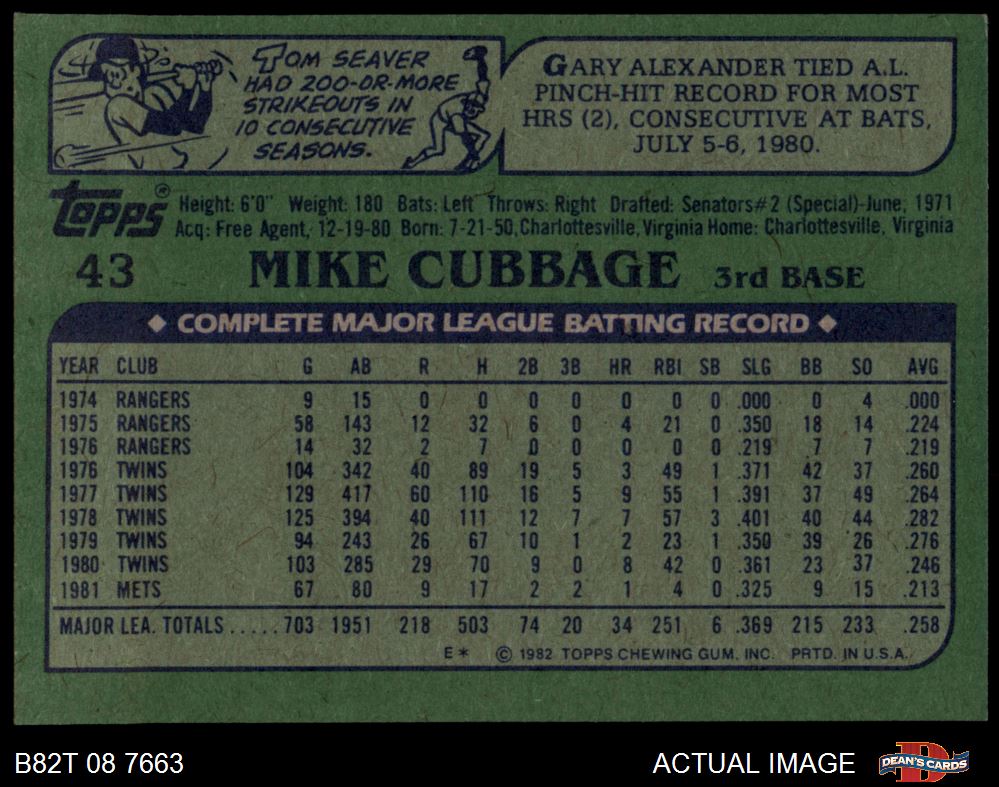 TOM SEAVER
HAD 200-OR-MORE
STRIKEOUTS IN
10 CONSECUTIVE
SEASONS.
GARY ALEXANDER TIED A.L.
PINCH-HIT RECORD FOR MOST
HRS (2), CONSECUTIVE AT BATS,
JULY 5-6, 1980.
topps®
Height: 6'0" Weight: 180 Bats: Left Throws: Right Drafted: Senators #2 (Special)-June, 1971
Acq: Free Agent, 12-19-80 Born: 7-21-50, Charlottesville, Virginia Home: Charlottesville, Virginia
43 MIKE CUBBAGE 3rd BASE
◆ COMPLETE MAJOR LEAGUE BATTING RECORD ◆
YEAR CLUB G AB R H 2B 3B HR RBI SB SLG BB SO AVG
1974 RANGERS 9 15 0 0 0 0 0 0 0 .000 0 4 .000
1975 RANGERS 58 143 12 32 6 0 4 21 0 .350 18 14 .224
1976 RANGERS 14 32 2 7 0 0 0 0 0 .219 7 7 .219
1976 TWINS 104 342 40 89 19 5 3 49 1 .371 42 37 .260
1977 TWINS 129 417 60 110 16 5 9 55 1 .391 37 49 .264
1978 TWINS 125 394 40 111 12 7 7 57 3 .401 40 44 .282
1979 TWINS 94 243 26 67 10 1 2 23 1 .350 39 26 .276
1980 TWINS 103 285 29 70 9 0 8 42 0 .361 23 37 .246
1981 METS 67 80 9 17 2 2 1 4 0 .325 9 15 .213
MAJOR LEA. TOTALS.....703 1951 218 503 74 20 34 251 6 .369 215 233 .258
E* © 1982 TOPPS CHEWING GUM, INC. PRTD. IN U.S.A.
B82T 08 7663 ACTUAL IMAGE DEAN'S CARDS